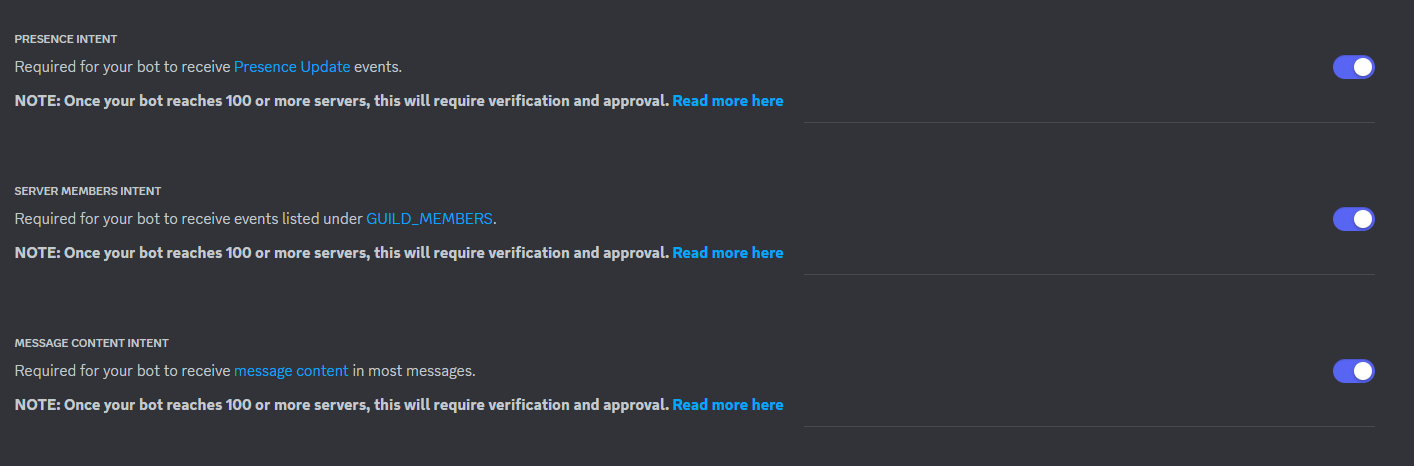 PRESENCE INTENT
Required for your bot to receive Presence Update events.
NOTE: Once your bot reaches 100 or more servers, this will require verification and approval. Read more here
SERVER MEMBERS INTENT
Required for your bot to receive events listed under GUILD_MEMBERS.
NOTE: Once your bot reaches 100 or more servers, this will require verification and approval. Read more here
MESSAGE CONTENT INTENT
Required for your bot to receive message content in most messages.
NOTE: Once your bot reaches 100 or more servers, this will require verification and approval. Read more here